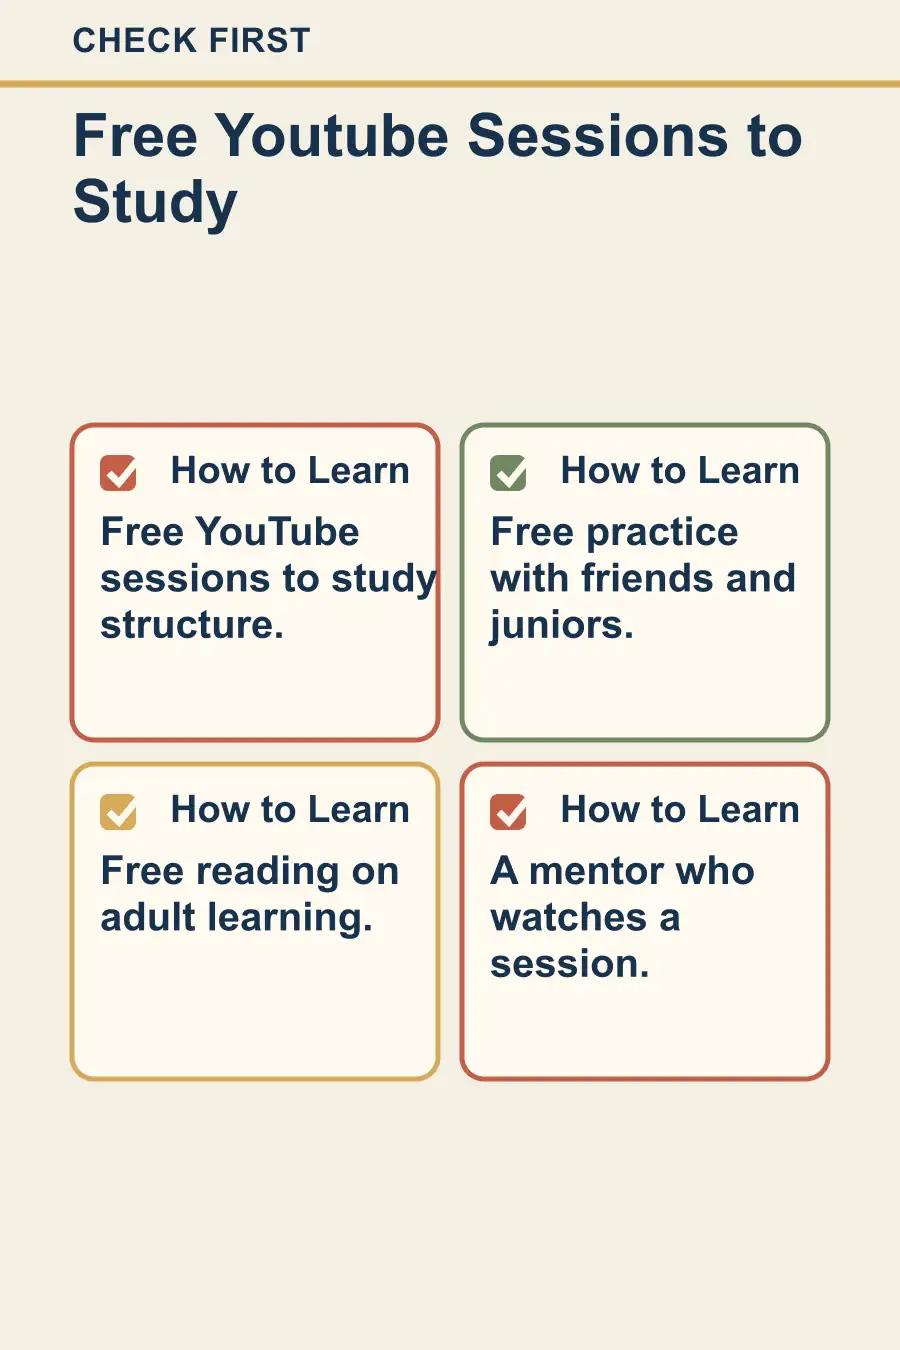 CHECK FIRST
Free Youtube Sessions to
Study
How to Learn
Free YouTube
sessions to study
structure.
How to Learn
Free practice
with friends and
juniors.
How to Learn
Free reading on
adult learning.
How to Learn
A mentor who
watches a
session.